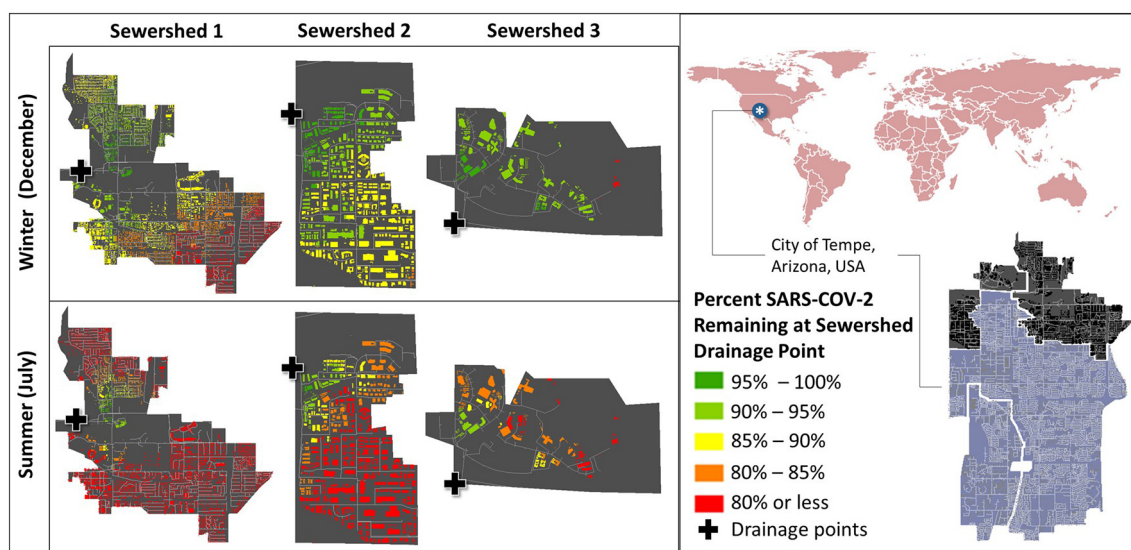 Sewershed 1
Sewershed 2
Sewershed 3
Winter (December)
Summer (July)
*
City of Tempe,
Arizona, USA
Percent SARS-COV-2
Remaining at Sewershed
Drainage Point
95% – 100%
90% – 95%
85% – 90%
80% – 85%
80% or less
Drainage points